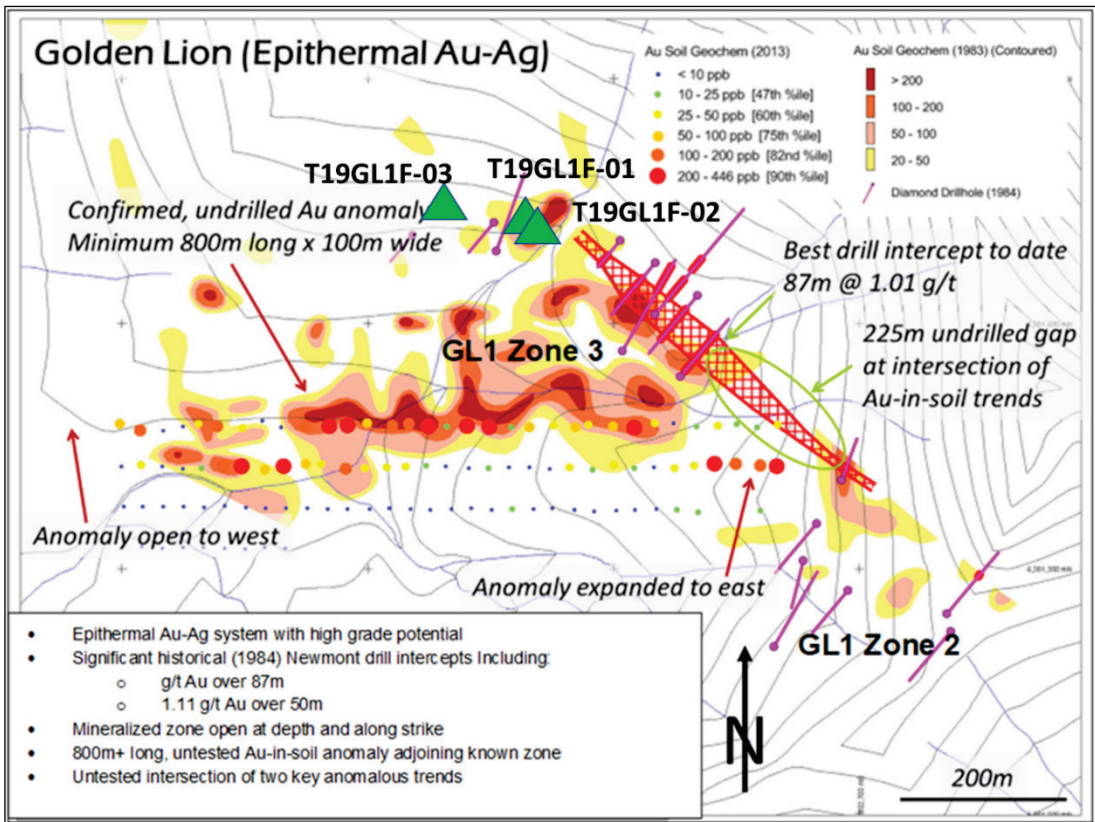 Golden Lion (Epithermal Au-Ag)
Au Soil Geochem (2013)
< 10 ppb
10 - 25 ppb [47th %ile]
25 - 50 ppb [60th %ile]
50 - 100 ppb [75th %ile]
100 - 200 ppb [82nd %ile]
200 - 446 ppb [90th %ile]
Au Soil Geochem (1983) (Contoured)
> 200
100 - 200
50 - 100
20 - 50
Diamond Drillhole (1984)
T19GL1F-03
T19GL1F-01
T19GL1F-02
Confirmed, undrilled Au anomaly
Minimum 800m long x 100m wide
Best drill intercept to date
87m @ 1.01 g/t
225m undrilled gap
at intersection of
Au-in-soil trends
GL1 Zone 3
Anomaly open to west
Anomaly expanded to east
GL1 Zone 2
N
200m
• Epithermal Au-Ag system with high grade potential
• Significant historical (1984) Newmont drill intercepts Including:
o g/t Au over 87m
o 1.11 g/t Au over 50m
• Mineralized zone open at depth and along strike
• 800m+ long, untested Au-in-soil anomaly adjoining known zone
• Untested intersection of two key anomalous trends